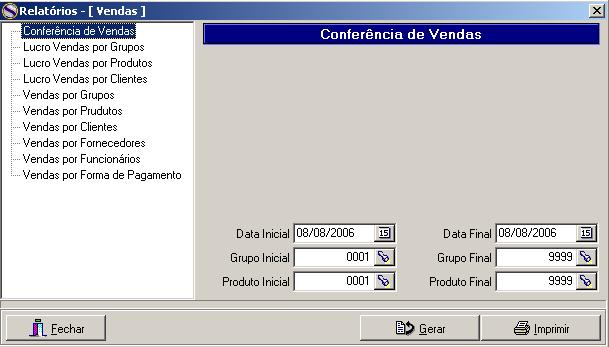 Relatórios - [ Vendas ]
Conferência de Vendas
Lucro Vendas por Grupos
Lucro Vendas por Produtos
Lucro Vendas por Clientes
Vendas por Grupos
Vendas por Prudutos
Vendas por Clientes
Vendas por Fornecedores
Vendas por Funcionários
Vendas por Forma de Pagamento
Conferência de Vendas
Data Inicial 08/08/2006 15 Data Final 08/08/2006 15
Grupo Inicial 0001 Grupo Final 9999
Produto Inicial 0001 Produto Final 9999
Fechar Gerar Imprimir